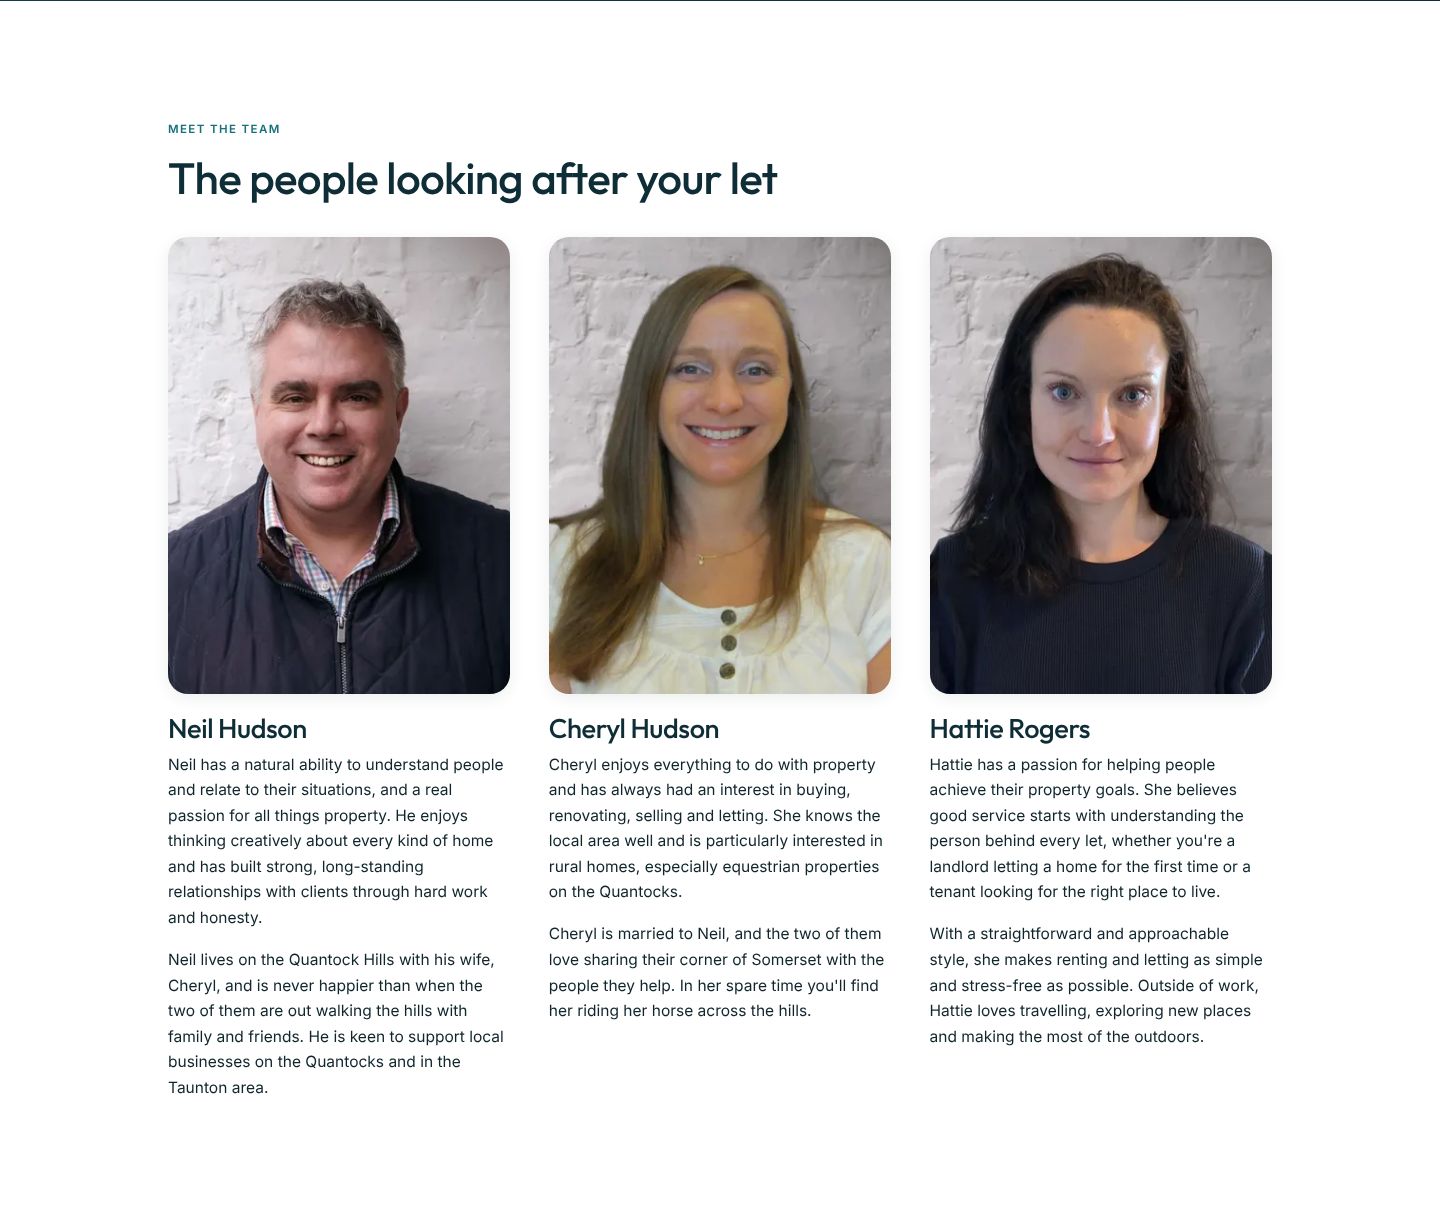 MEET THE TEAM
The people looking after your let
Neil Hudson
Neil has a natural ability to understand people
and relate to their situations, and a real
passion for all things property. He enjoys
thinking creatively about every kind of home
and has built strong, long-standing
relationships with clients through hard work
and honesty.
Neil lives on the Quantock Hills with his wife,
Cheryl, and is never happier than when the
two of them are out walking the hills with
family and friends. He is keen to support local
businesses on the Quantocks and in the
Taunton area.
Cheryl Hudson
Cheryl enjoys everything to do with property
and has always had an interest in buying,
renovating, selling and letting. She knows the
local area well and is particularly interested in
rural homes, especially equestrian properties
on the Quantocks.
Cheryl is married to Neil, and the two of them
love sharing their corner of Somerset with the
people they help. In her spare time you'll find
her riding her horse across the hills.
Hattie Rogers
Hattie has a passion for helping people
achieve their property goals. She believes
good service starts with understanding the
person behind every let, whether you're a
landlord letting a home for the first time or a
tenant looking for the right place to live.
With a straightforward and approachable
style, she makes renting and letting as simple
and stress-free as possible. Outside of work,
Hattie loves travelling, exploring new places
and making the most of the outdoors.